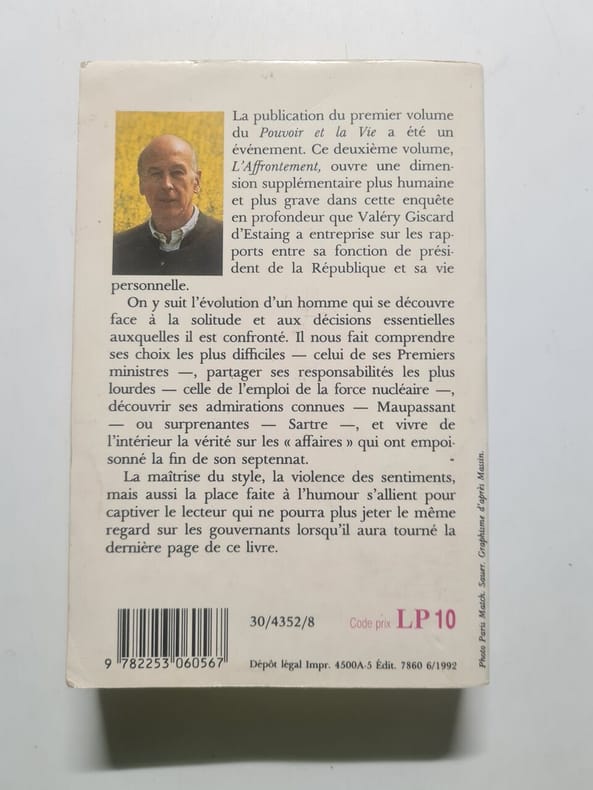 La publication du premier volume
du Pouvoir et la Vie a été un
événement. Ce deuxième volume,
L'Affrontement, ouvre une dimen-
sion supplémentaire plus humaine
et plus grave dans cette enquête
en profondeur que Valéry Giscard
d'Estaing a entreprise sur les rap-
ports entre sa fonction de prési-
dent de la République et sa vie
personnelle.
On y suit l'évolution d'un homme qui se découvre
face à la solitude et aux décisions essentielles
auxquelles il est confronté. Il nous fait comprendre
ses choix les plus difficiles — celui de ses Premiers
ministres —, partager ses responsabilités les plus
lourdes — celle de l'emploi de la force nucléaire —,
découvrir ses admirations connues — Maupassant
— ou surprenantes — Sartre —, et vivre de
l'intérieur la vérité sur les « affaires » qui ont empoi-
sonné la fin de son septennat.
La maîtrise du style, la violence des sentiments,
mais aussi la place faite à l'humour s'allient pour
captiver le lecteur qui ne pourra plus jeter le même
regard sur les gouvernants lorsqu'il aura tourné la
dernière page de ce livre.
Photo Paris Match. Sauer. Graphisme d'après Massin.
30/4352/8
Code prix LP 10
9 782253 060567
Dépôt légal Impr. 4500A-5 Édit. 7860 6/1992